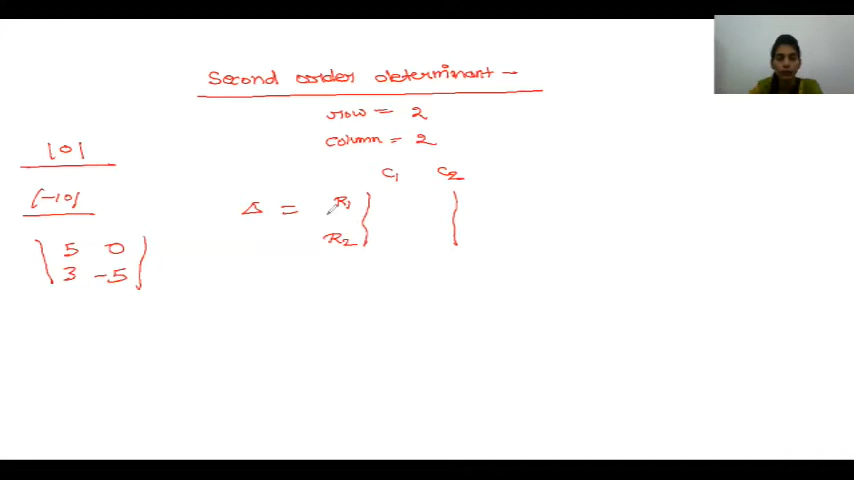 Second order determinant -
row = 2
column = 2
|0|
|-10|
C1 C2
Δ = R1 | |
R2
| 5 0 |
| 3 -5 |